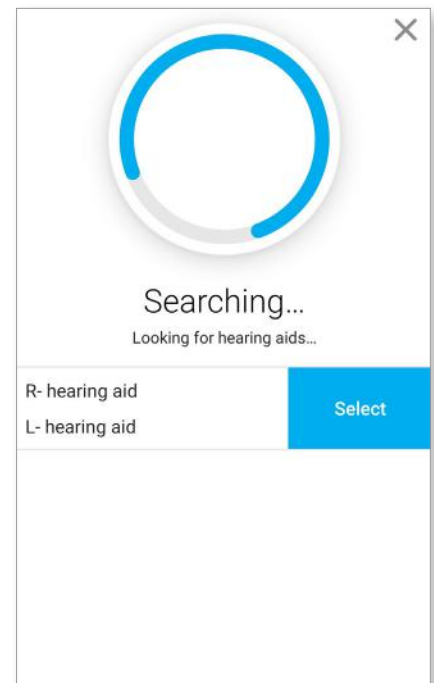 Searching...
Looking for hearing aids...
R- hearing aid
L- hearing aid
Select